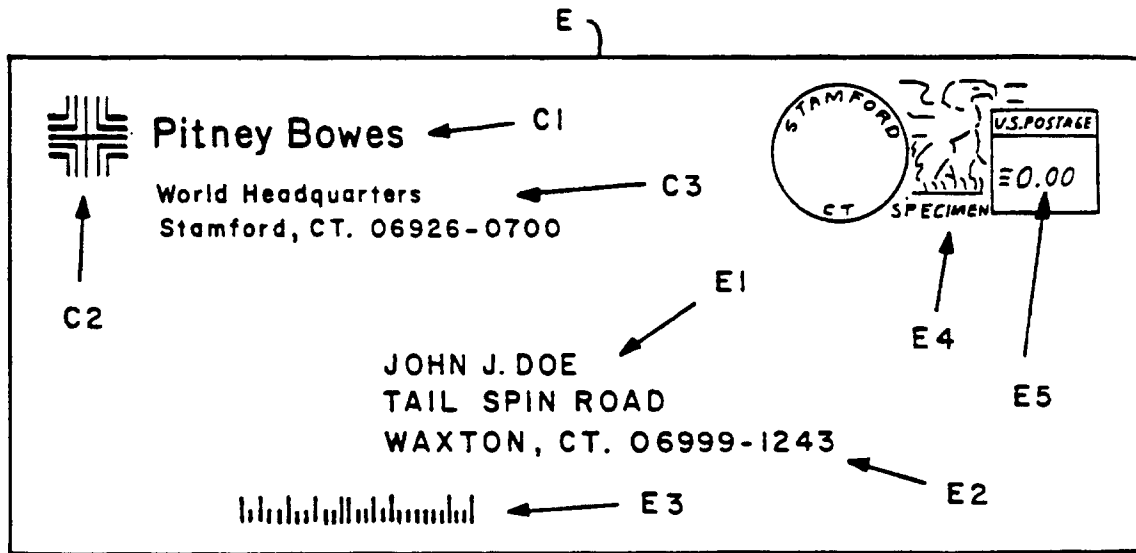 E
Pitney Bowes
C1
World Headquarters
Stamford, CT. 06926-0700
C3
C2
STAMFORD
CT
SPECIMEN
U.S.POSTAGE
0.00
E4
E5
E1
JOHN J. DOE
TAIL SPIN ROAD
WAXTON, CT. 06999-1243
E2
E3